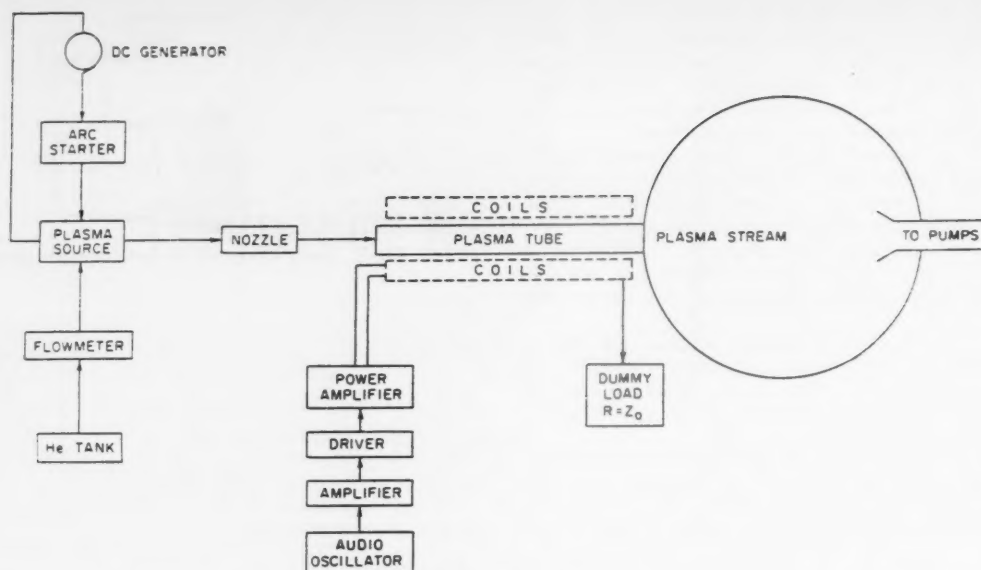 DC GENERATOR
ARC
STARTER
PLASMA
SOURCE
NOZZLE
COILS
PLASMA TUBE
COILS
PLASMA STREAM
TO PUMPS
FLOWMETER
He TANK
POWER
AMPLIFIER
DRIVER
AMPLIFIER
AUDIO
OSCILLATOR
DUMMY
LOAD
R = Z₀